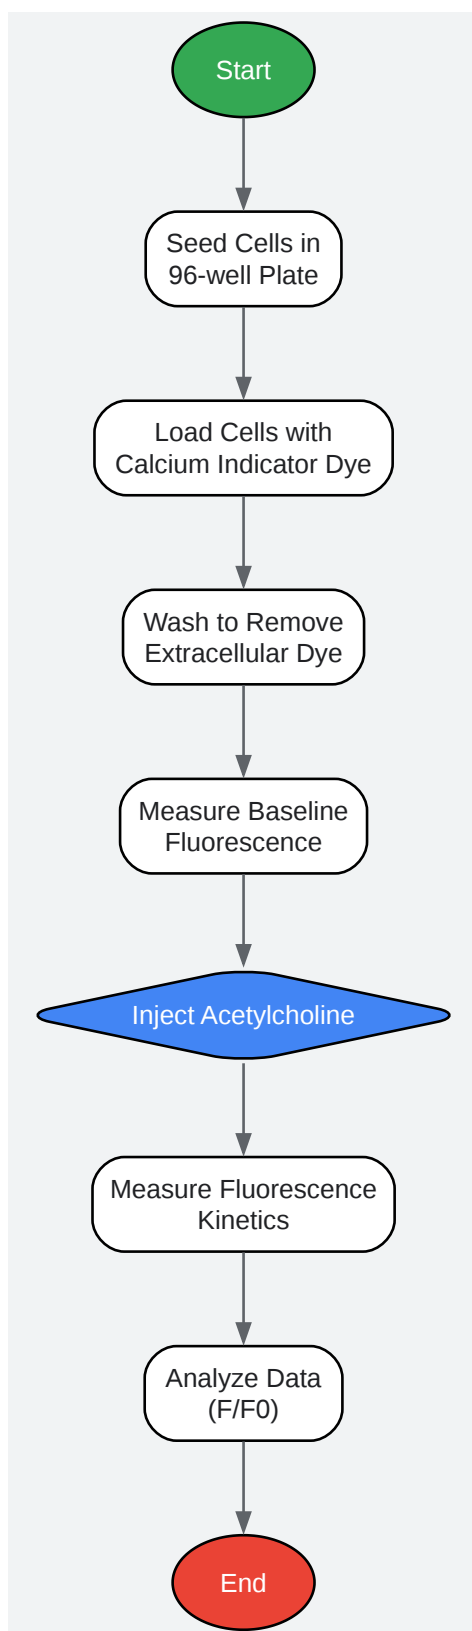 Start
Seed Cells in
96-well Plate
Load Cells with
Calcium Indicator Dye
Wash to Remove
Extracellular Dye
Measure Baseline
Fluorescence
Inject Acetylcholine
Measure Fluorescence
Kinetics
Analyze Data
(F/F0)
End